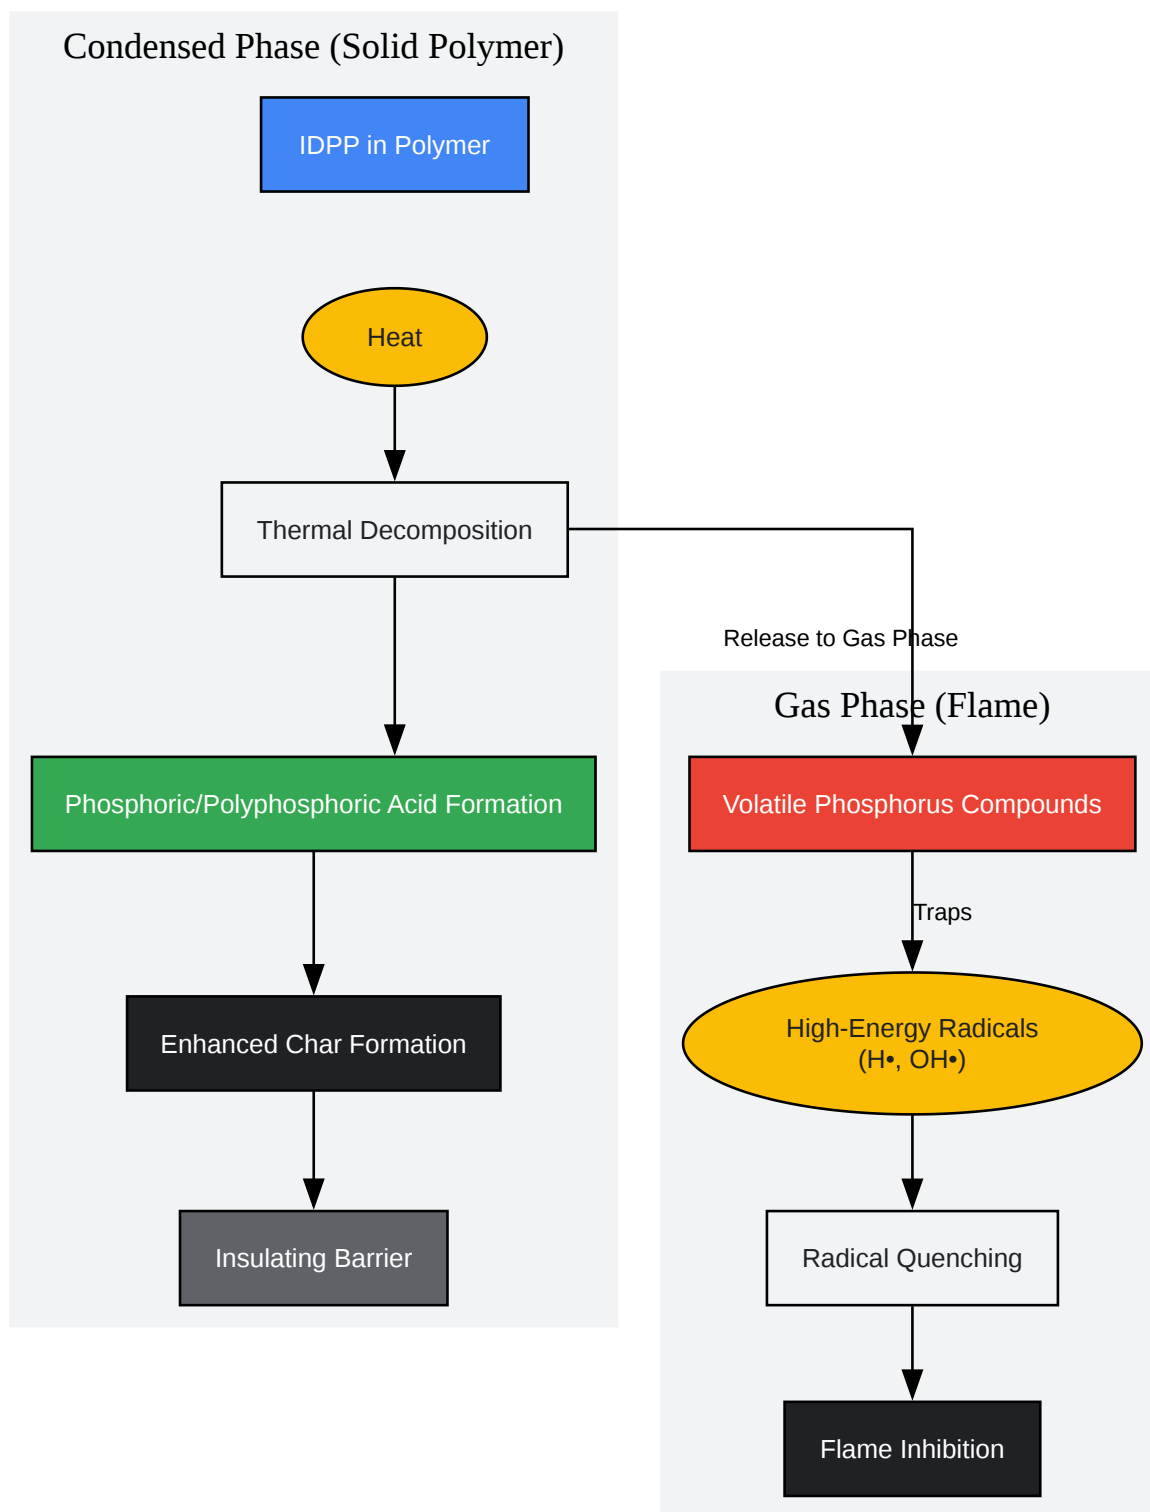 Condensed Phase (Solid Polymer)
IDPP in Polymer
Heat
Thermal Decomposition
Release to Gas Phase
Gas Phase (Flame)
Phosphoric/Polyphosphoric Acid Formation
Volatile Phosphorus Compounds
Traps
Enhanced Char Formation
High-Energy Radicals
(H•, OH•)
Insulating Barrier
Radical Quenching
Flame Inhibition